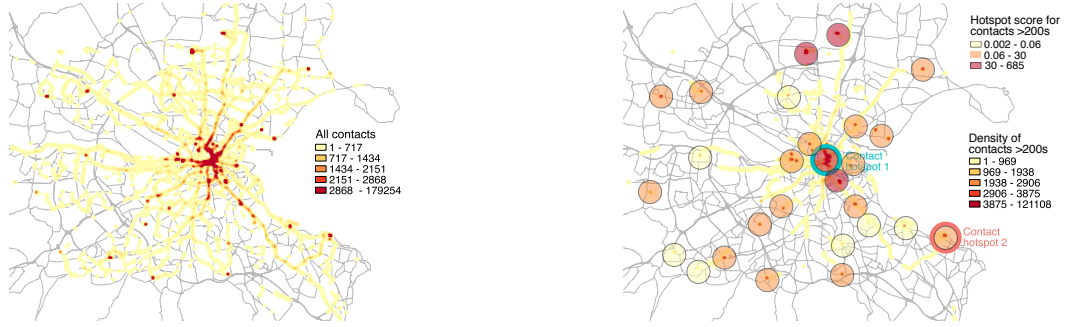 All contacts
1 - 717
717 - 1434
1434 - 2151
2151 - 2868
2868 - 179254
Hotspot score for
contacts >200s
0.002 - 0.06
0.06 - 30
30 - 685
Density of
contacts >200s
1 - 969
969 - 1938
1938 - 2906
2906 - 3875
3875 - 121108
Contact
hotspot 1
Contact
hotspot 2